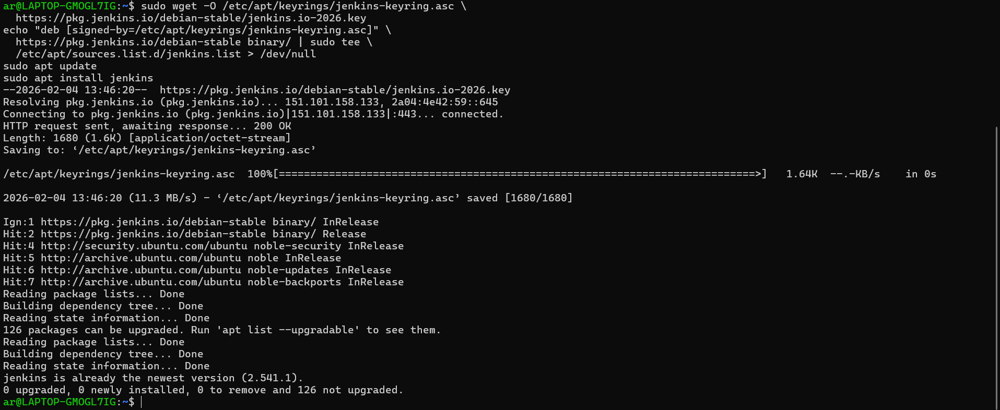 ar@LAPTOP-GMOGL7IG:~$ sudo wget -O /etc/apt/keyrings/jenkins-keyring.asc \
  https://pkg.jenkins.io/debian-stable/jenkins.io-2026.key
echo "deb [signed-by=/etc/apt/keyrings/jenkins-keyring.asc]" \
  https://pkg.jenkins.io/debian-stable binary/ | sudo tee \
  /etc/apt/sources.list.d/jenkins.list > /dev/null
sudo apt update
sudo apt install jenkins
--2026-02-04 13:46:20--  https://pkg.jenkins.io/debian-stable/jenkins.io-2026.key
Resolving pkg.jenkins.io (pkg.jenkins.io)... 151.101.158.133, 2a04:4e42:59::645
Connecting to pkg.jenkins.io (pkg.jenkins.io)|151.101.158.133|:443... connected.
HTTP request sent, awaiting response... 200 OK
Length: 1680 (1.6K) [application/octet-stream]
Saving to: ‘/etc/apt/keyrings/jenkins-keyring.asc’

/etc/apt/keyrings/jenkins-keyring.asc  100%[============================================================================>]   1.64K  --.-KB/s    in 0s

2026-02-04 13:46:20 (11.3 MB/s) - ‘/etc/apt/keyrings/jenkins-keyring.asc’ saved [1680/1680]

Ign:1 https://pkg.jenkins.io/debian-stable binary/ InRelease
Hit:2 https://pkg.jenkins.io/debian-stable binary/ Release
Hit:4 http://security.ubuntu.com/ubuntu noble-security InRelease
Hit:5 http://archive.ubuntu.com/ubuntu noble InRelease
Hit:6 http://archive.ubuntu.com/ubuntu noble-updates InRelease
Hit:7 http://archive.ubuntu.com/ubuntu noble-backports InRelease
Reading package lists... Done
Building dependency tree... Done
Reading state information... Done
126 packages can be upgraded. Run 'apt list --upgradable' to see them.
Reading package lists... Done
Building dependency tree... Done
Reading state information... Done
jenkins is already the newest version (2.541.1).
0 upgraded, 0 newly installed, 0 to remove and 126 not upgraded.
ar@LAPTOP-GMOGL7IG:~$